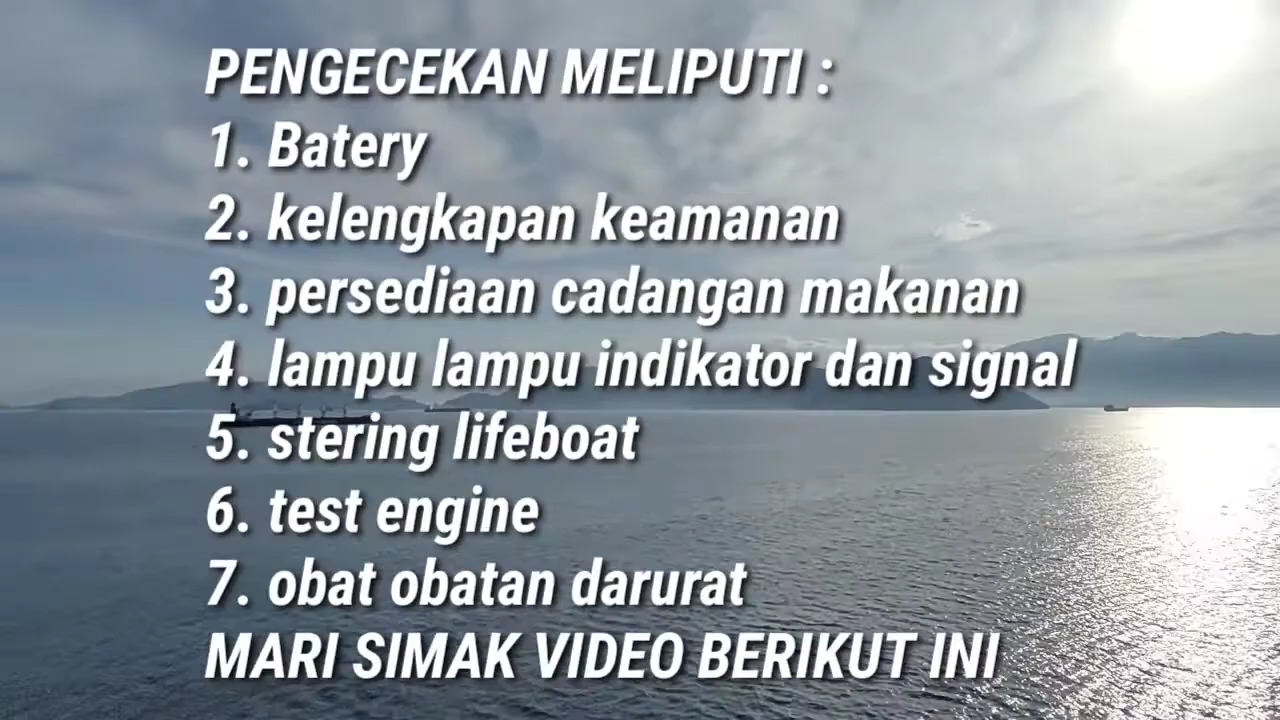 PENGECEKAN MELIPUTI :
1. Batery
2. kelengkapan keamanan
3. persediaan cadangan makanan
4. lampu lampu indikator dan signal
5. stering lifeboat
6. test engine
7. obat obatan darurat
MARI SIMAK VIDEO BERIKUT INI